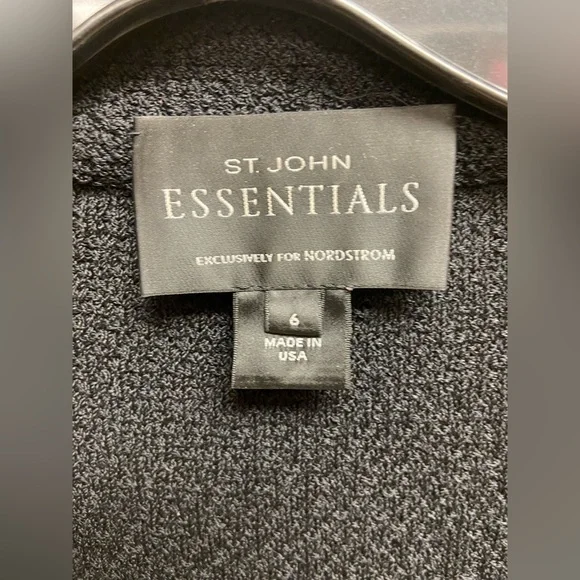 ST. JOHN
ESSENTIALS
EXCLUSIVELY FOR NORDSTROM
6
MADE IN
USA